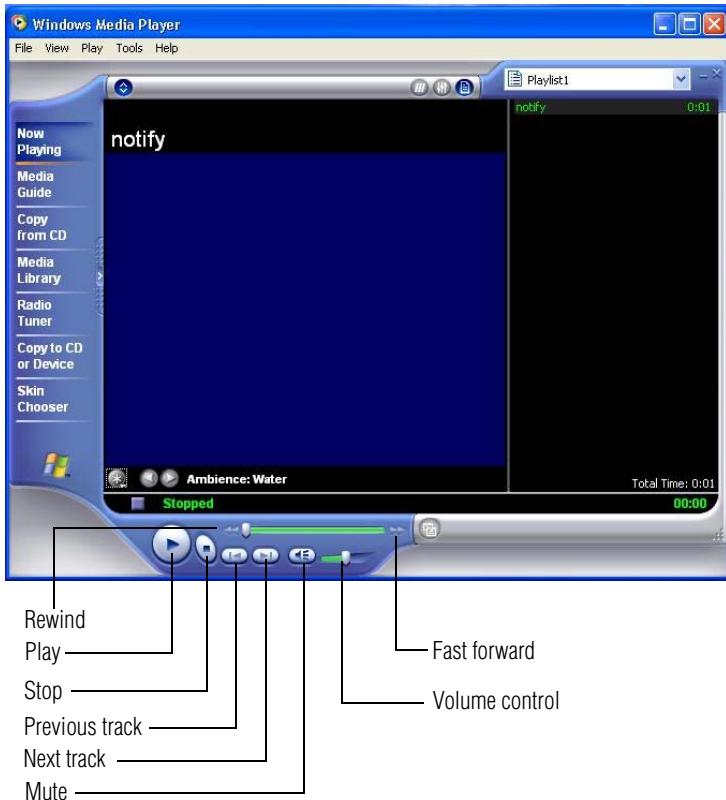 Windows Media Player
File View Play Tools Help
Playlist1
notify 0:01
Now
Playing
Media
Guide
Copy
from CD
Media
Library
Radio
Tuner
Copy to CD
or Device
Skin
Chooser
notify
Ambience: Water
Total Time: 0:01
Stopped
00:00
Rewind
Play
Stop
Previous track
Next track
Mute
Fast forward
Volume control